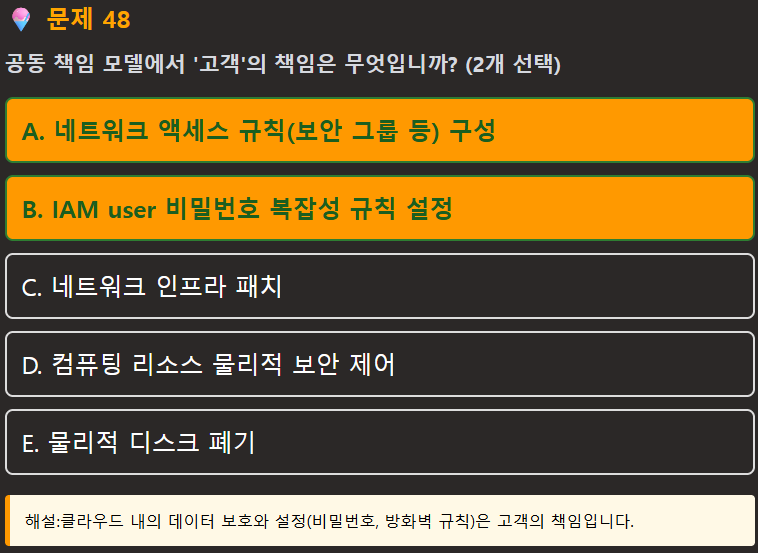 문제 48
공동 책임 모델에서 '고객'의 책임은 무엇입니까? (2개 선택)
A. 네트워크 액세스 규칙(보안 그룹 등) 구성
B. IAM user 비밀번호 복잡성 규칙 설정
C. 네트워크 인프라 패치
D. 컴퓨팅 리소스 물리적 보안 제어
E. 물리적 디스크 폐기
해설:클라우드 내의 데이터 보호와 설정(비밀번호, 방화벽 규칙)은 고객의 책임입니다.